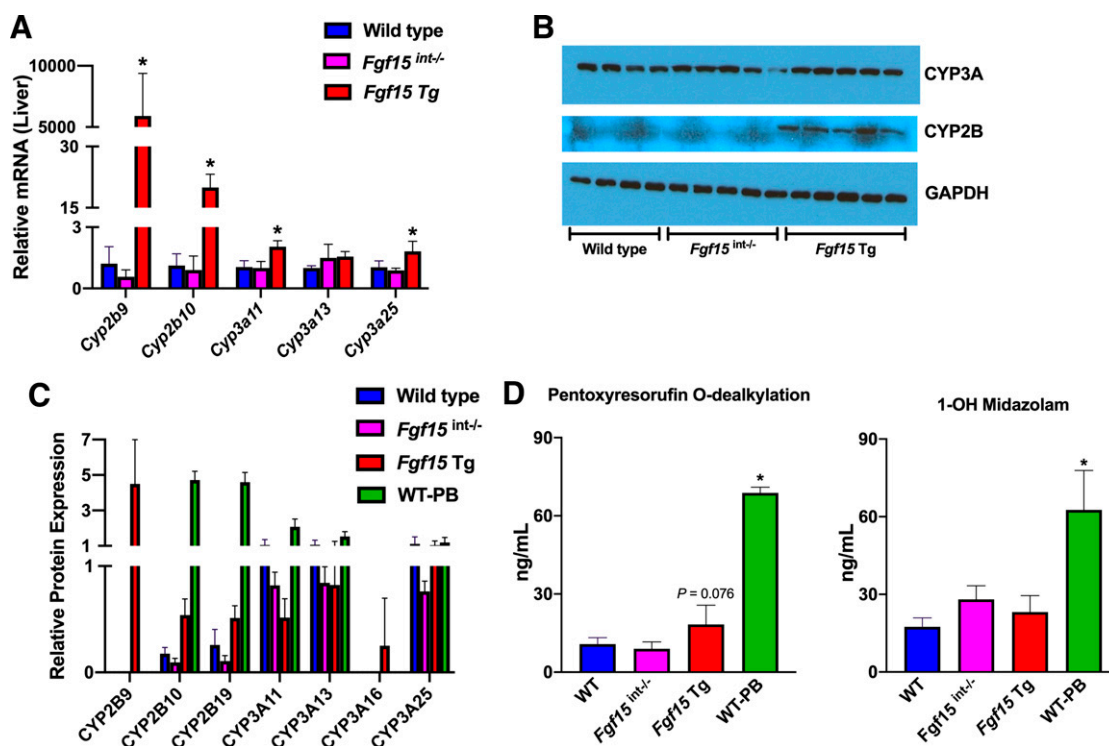 A
Wild type
Fgf15 int-/-
Fgf15 Tg
Relative mRNA (Liver)
10000
5000
30
15
3
0
*
*
*
*
Cyp2b9
Cyp2b10
Cyp3a11
Cyp3a13
Cyp3a25
B
CYP3A
CYP2B
GAPDH
Wild type
Fgf15 int-/-
Fgf15 Tg
C
Wild type
Fgf15 int-/-
Fgf15 Tg
WT-PB
Relative Protein Expression
7
5
3
1
1
0
CYP2B9
CYP2B10
CYP2B19
CYP3A11
CYP3A13
CYP3A16
CYP3A25
D
Pentoxyresorufin O-dealkylation
ng/mL
90
60
30
0
P = 0.076
*
WT
Fgf15 int-/-
Fgf15 Tg
WT-PB
1-OH Midazolam
ng/mL
90
60
30
0
*
WT
Fgf15 int-/-
Fgf15 Tg
WT-PB